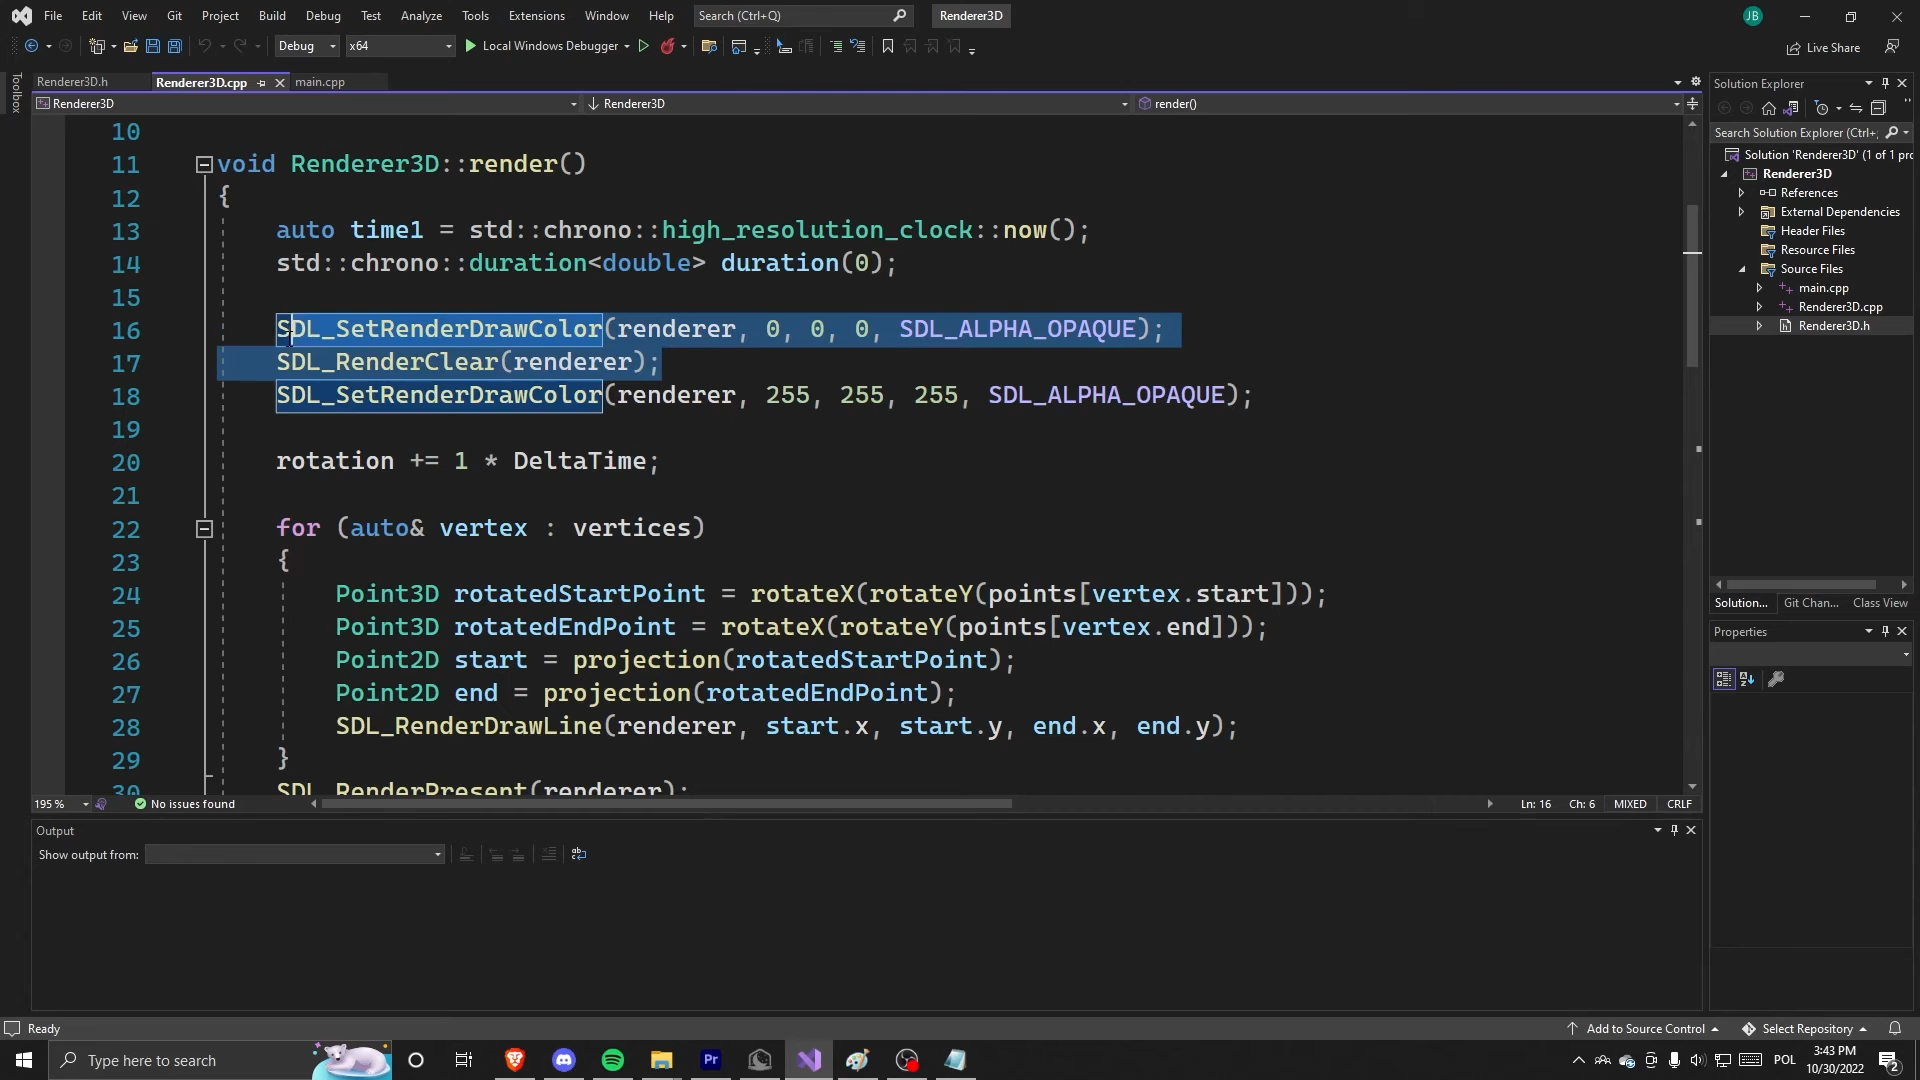 File Edit View Git Project Build Debug Test Analyze Tools Extensions Window Help Search (Ctrl+Q) Renderer3D JB
Debug x64 Local Windows Debugger Live Share
Toolbox
Renderer3D.h Renderer3D.cpp main.cpp
Renderer3D Renderer3D render()
10
11 void Renderer3D::render()
12 {
13 auto time1 = std::chrono::high_resolution_clock::now();
14 std::chrono::duration<double> duration(0);
15
16 SDL_SetRenderDrawColor(renderer, 0, 0, 0, SDL_ALPHA_OPAQUE);
17 SDL_RenderClear(renderer);
18 SDL_SetRenderDrawColor(renderer, 255, 255, 255, SDL_ALPHA_OPAQUE);
19
20 rotation += 1 * DeltaTime;
21
22 for (auto& vertex : vertices)
23 {
24 Point3D rotatedStartPoint = rotateX(rotateY(points[vertex.start]));
25 Point3D rotatedEndPoint = rotateX(rotateY(points[vertex.end]));
26 Point2D start = projection(rotatedStartPoint);
27 Point2D end = projection(rotatedEndPoint);
28 SDL_RenderDrawLine(renderer, start.x, start.y, end.x, end.y);
29 }
30 SDL_RenderPresent(renderer);
195 % No issues found Ln: 16 Ch: 6 MIXED CRLF
Output
Show output from:
Solution Explorer
Search Solution Explorer (Ctrl+;
Solution 'Renderer3D' (1 of 1 pro
Renderer3D
References
External Dependencies
Header Files
Resource Files
Source Files
main.cpp
Renderer3D.cpp
Renderer3D.h
Solution... Git Chan... Class View
Properties
Ready Add to Source Control Select Repository
Type here to search Pr POL 3:43 PM
10/30/2022 2